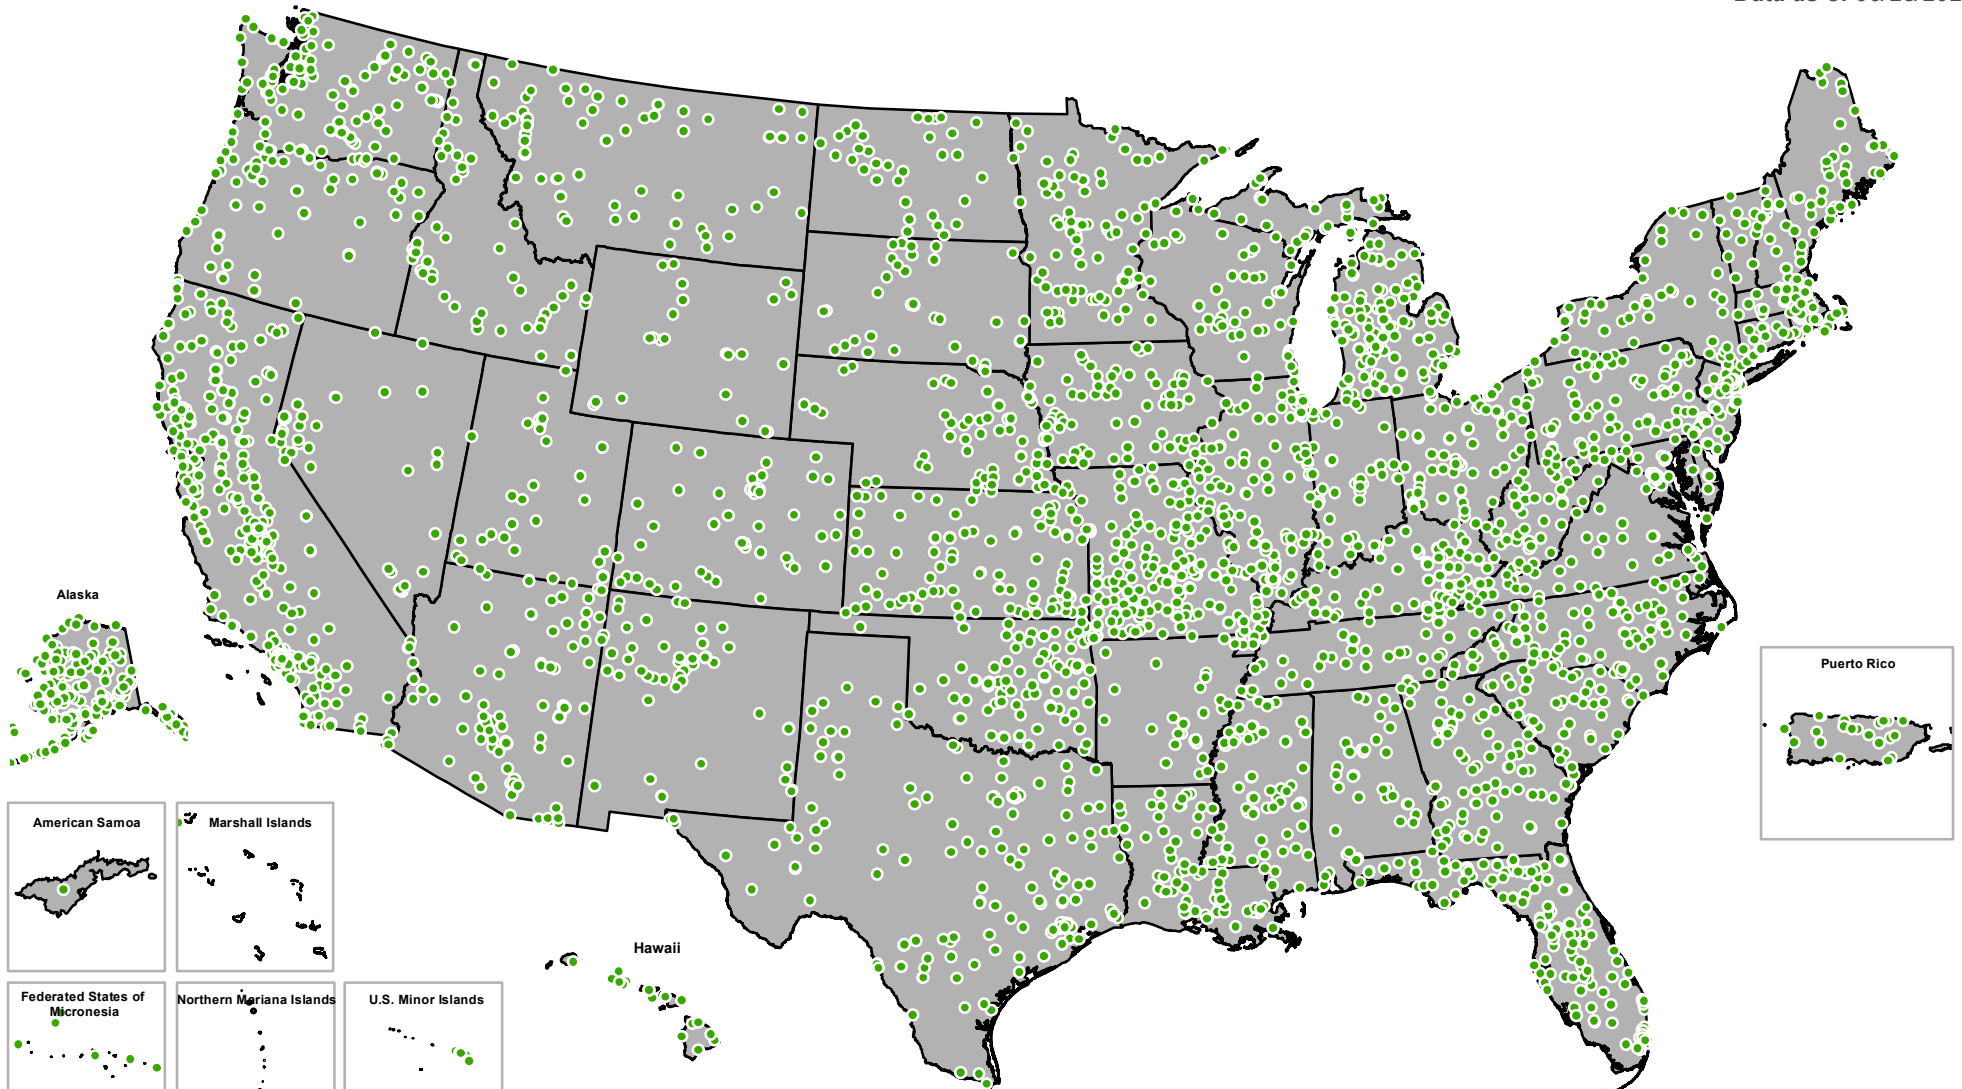 Alaska
Puerto Rico
American Samoa
Marshall Islands
Hawaii
Federated States of
Micronesia
Northern Mariana Islands
U.S. Minor Islands